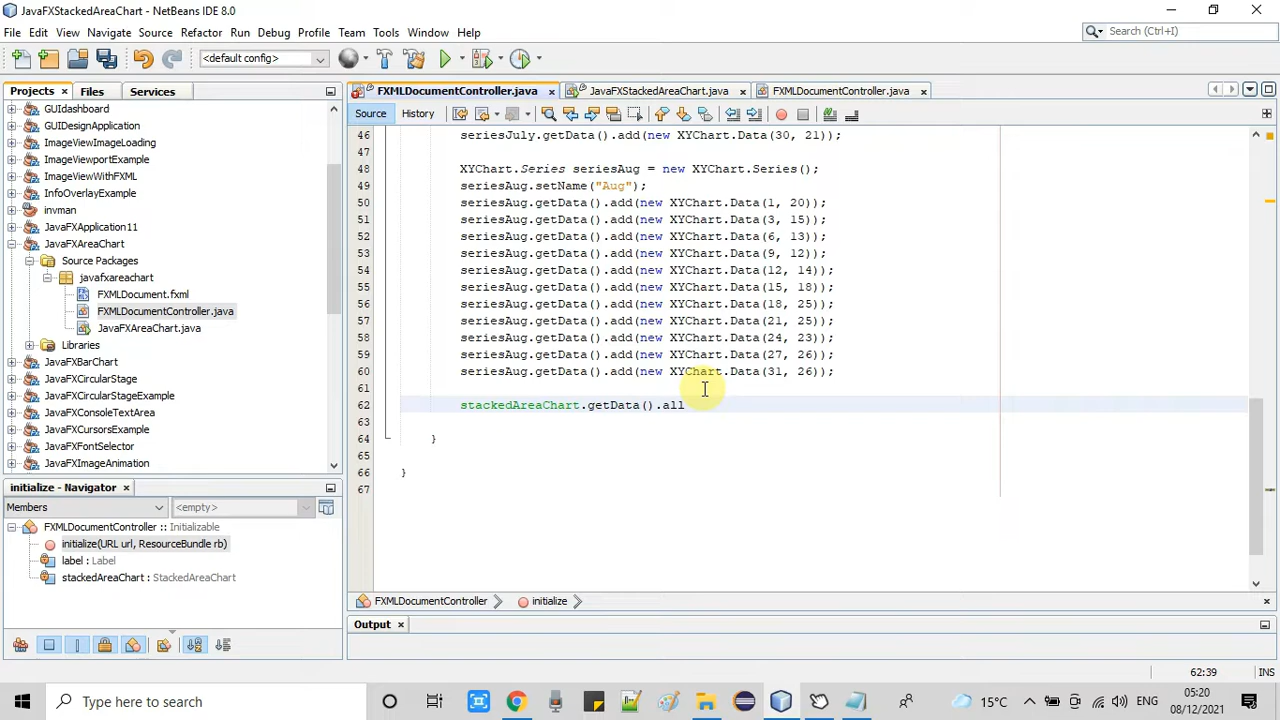 JavaFXStackedAreaChart - NetBeans IDE 8.0
File Edit View Navigate Source Refactor Run Debug Profile Team Tools Window Help
Search (Ctrl+I)
<default config>
Projects Files Services
FXMLDocumentController.java JavaFXStackedAreaChart.java FXMLDocumentController.java
GUIdashboard
GUIDesignApplication
ImageViewImageLoading
ImageViewportExample
ImageViewWithFXML
InfoOverlayExample
invman
JavaFXApplication11
JavaFXAreaChart
Source Packages
javafxareachart
FXMLDocument.fxml
FXMLDocumentController.java
JavaFXAreaChart.java
Libraries
JavaFXBarChart
JavaFXCircularStage
JavaFXCircularStageExample
JavaFXConsoleTextArea
JavaFXCursorsExample
JavaFXFontSelector
JavaFXImageAnimation
initialize - Navigator
Members <empty>
FXMLDocumentController :: Initializable
initialize(URL url, ResourceBundle rb)
label : Label
stackedAreaChart : StackedAreaChart
Source History
46 seriesJuly.getData().add(new XYChart.Data(30, 21));
47
48 XYChart.Series seriesAug = new XYChart.Series();
49 seriesAug.setName("Aug");
50 seriesAug.getData().add(new XYChart.Data(1, 20));
51 seriesAug.getData().add(new XYChart.Data(3, 15));
52 seriesAug.getData().add(new XYChart.Data(6, 13));
53 seriesAug.getData().add(new XYChart.Data(9, 12));
54 seriesAug.getData().add(new XYChart.Data(12, 14));
55 seriesAug.getData().add(new XYChart.Data(15, 18));
56 seriesAug.getData().add(new XYChart.Data(18, 25));
57 seriesAug.getData().add(new XYChart.Data(21, 25));
58 seriesAug.getData().add(new XYChart.Data(24, 23));
59 seriesAug.getData().add(new XYChart.Data(27, 26));
60 seriesAug.getData().add(new XYChart.Data(31, 26));
61
62 stackedAreaChart.getData().all
63
64 }
65
66 }
67
FXMLDocumentController initialize
Output
62:39 INS
Type here to search
15°C
ENG
05:20
08/12/2021